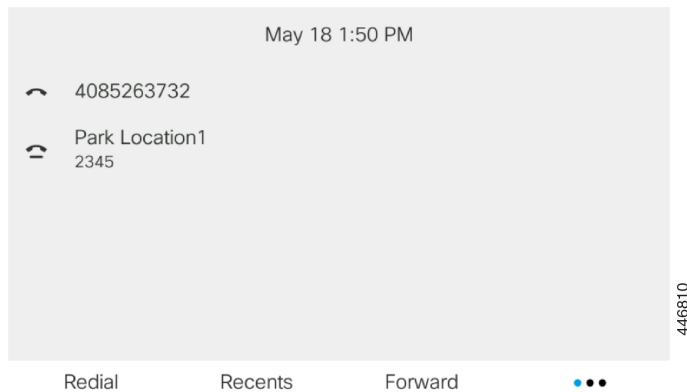 May 18 1:50 PM
4085263732
Park Location1
2345
446810
Redial Recents Forward